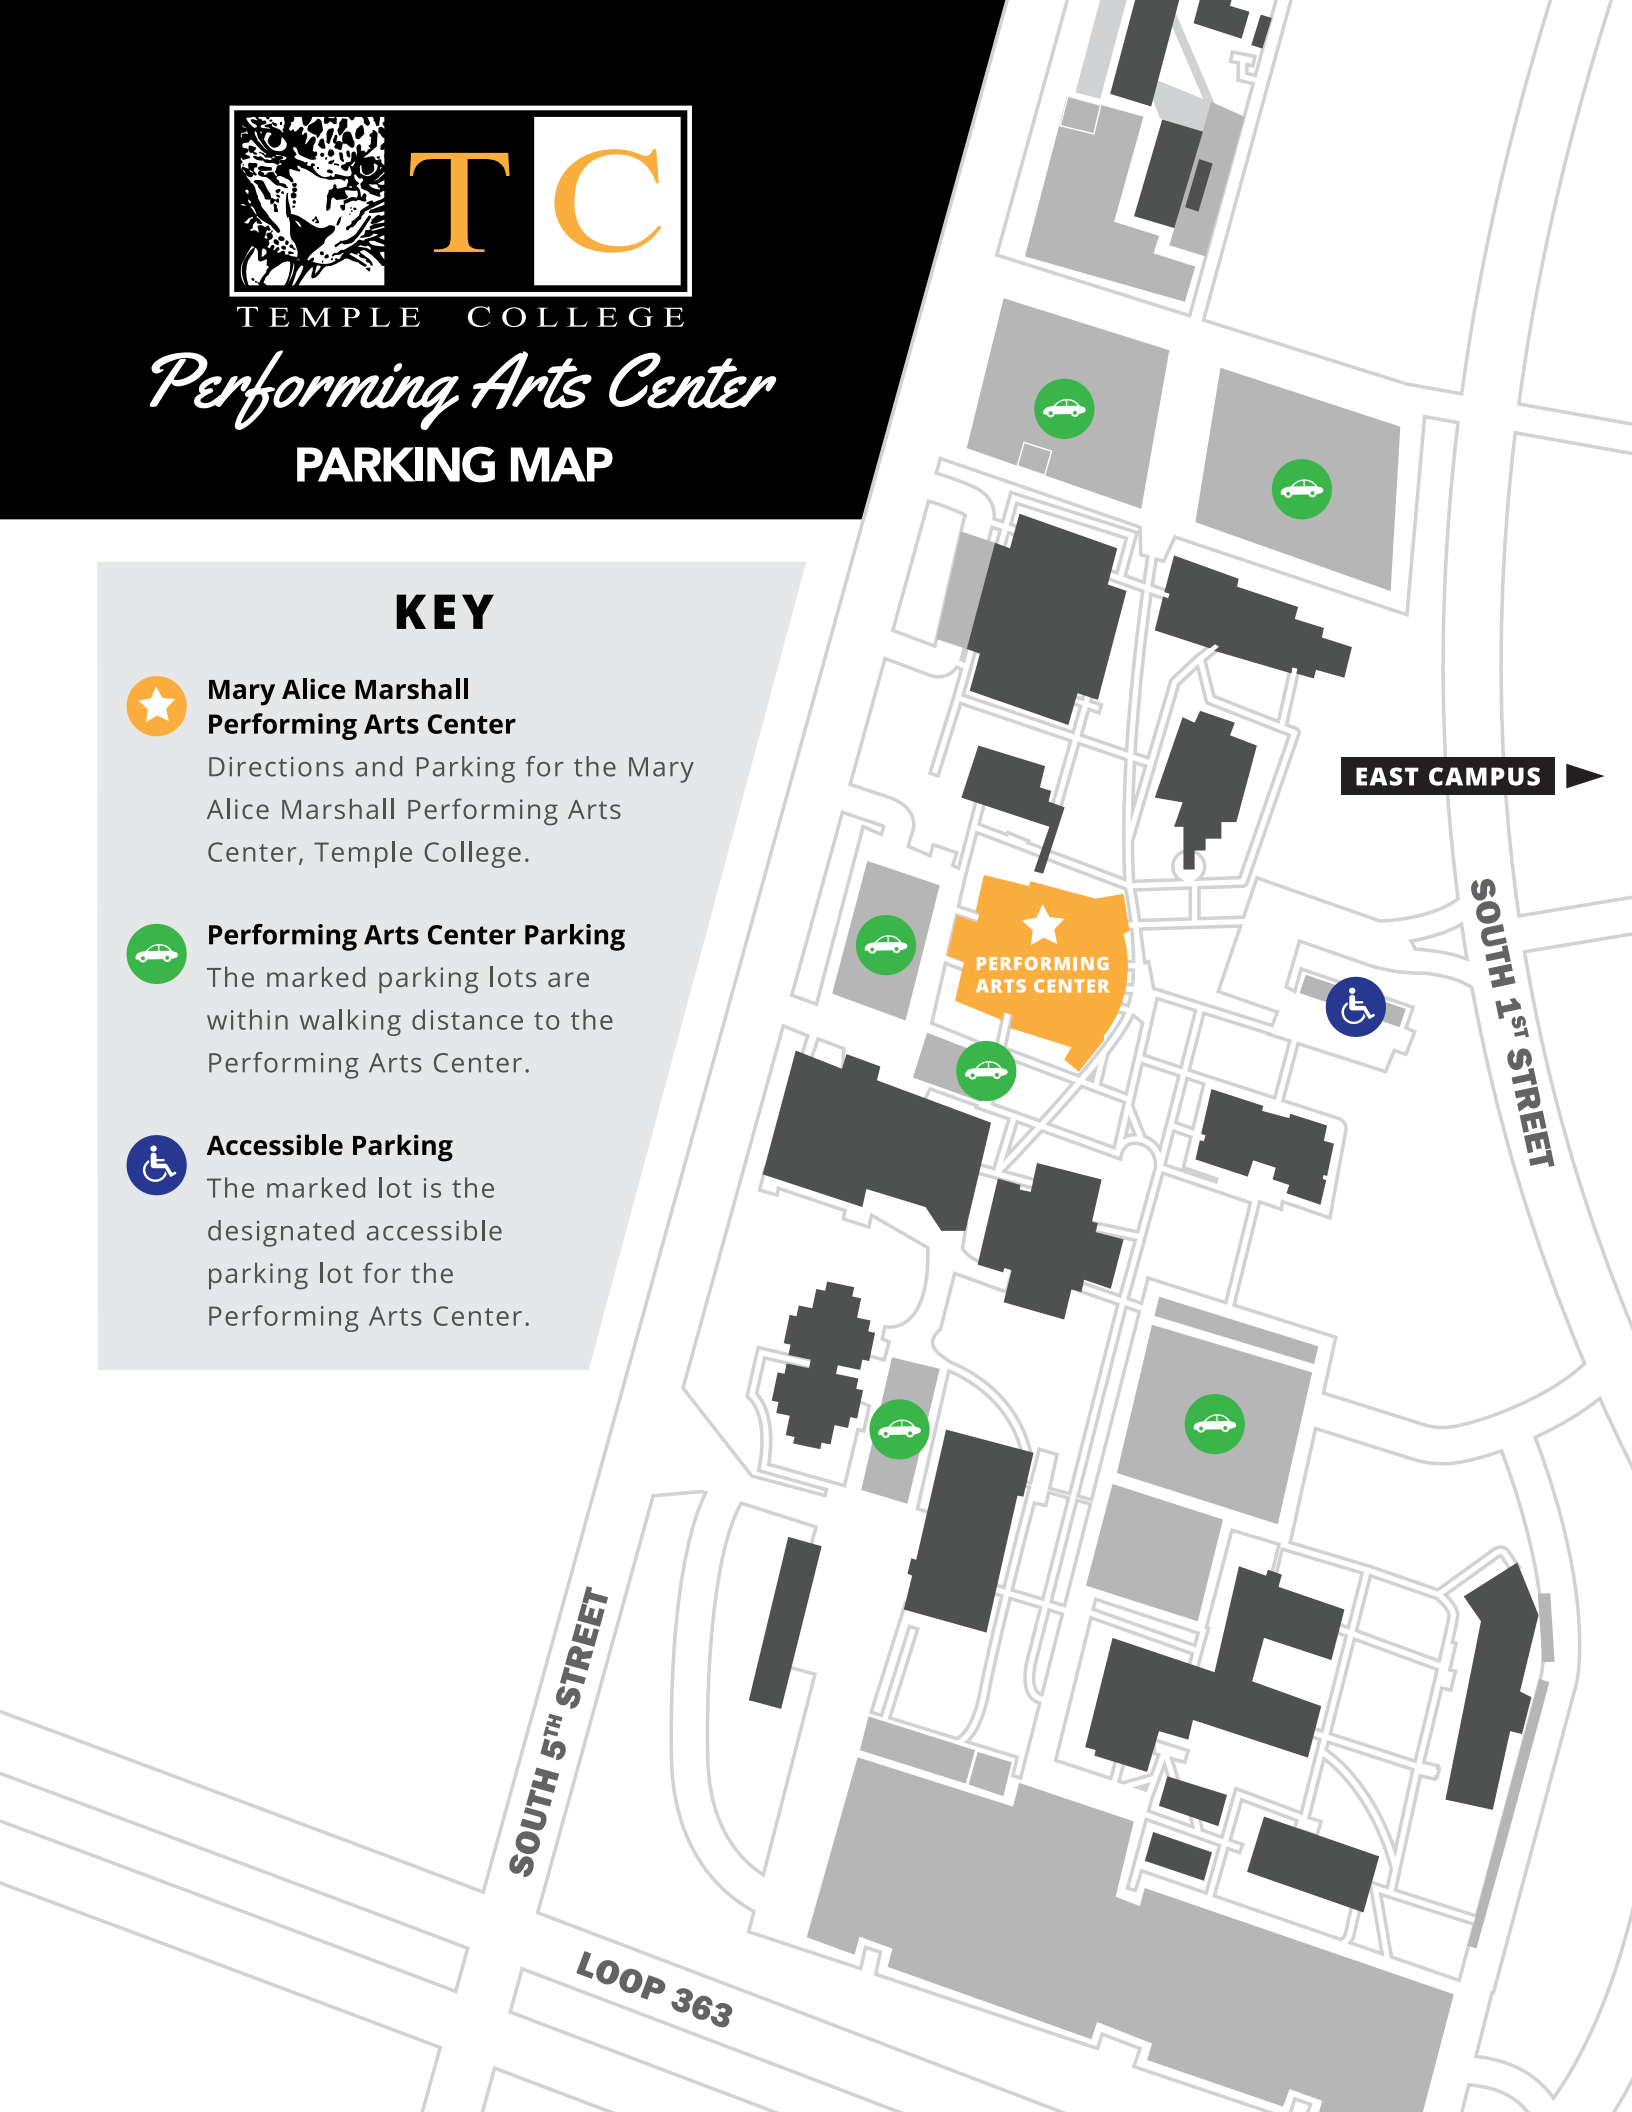 T C
TEMPLE COLLEGE
Performing Arts Center
PARKING MAP
KEY
Mary Alice Marshall
Performing Arts Center
Directions and Parking for the Mary
Alice Marshall Performing Arts
Center, Temple College.
Performing Arts Center Parking
The marked parking lots are
within walking distance to the
Performing Arts Center.
Accessible Parking
The marked lot is the
designated accessible
parking lot for the
Performing Arts Center.
EAST CAMPUS
PERFORMING
ARTS CENTER
SOUTH 1ST STREET
SOUTH 5TH STREET
LOOP 363